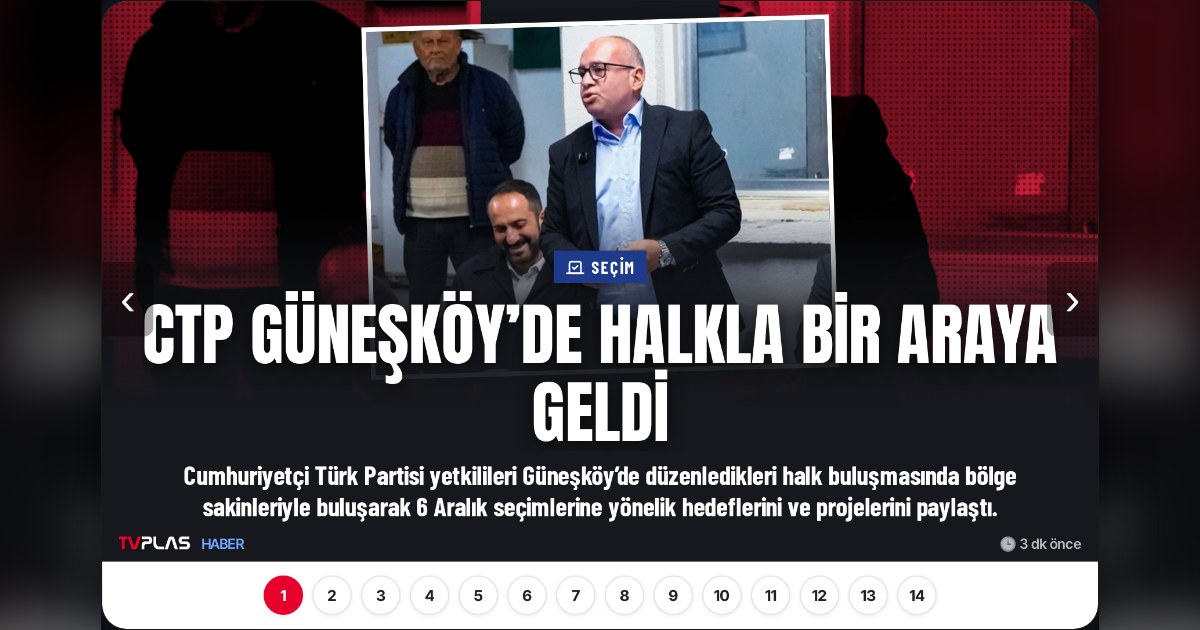 SEÇİM
CTP GÜNEŞKÖY’DE HALKLA BİR ARAYA
GELDİ
Cumhuriyetçi Türk Partisi yetkilileri Güneşköy’de düzenledikleri halk buluşmasında bölge
sakinleriyle buluşarak 6 Aralık seçimlerine yönelik hedeflerini ve projelerini paylaştı.
TVPLAS HABER 3 dk önce
1 2 3 4 5 6 7 8 9 10 11 12 13 14